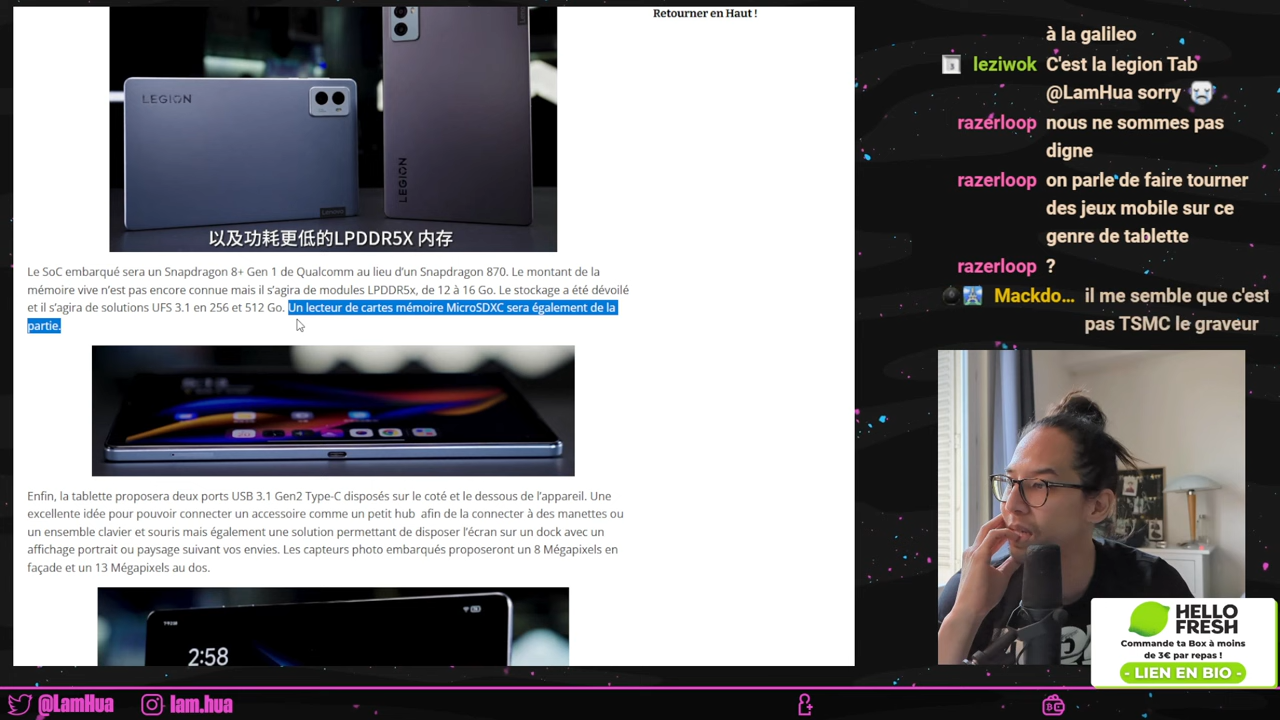 Retourner en Haut !
LEGION
LEGION
Lenovo
以及功耗更低的LPDDR5X 内存
Le SoC embarqué sera un Snapdragon 8+ Gen 1 de Qualcomm au lieu d'un Snapdragon 870. Le montant de la
mémoire vive n'est pas encore connue mais il s'agira de modules LPDDR5x, de 12 à 16 Go. Le stockage a été dévoilé
et il s'agira de solutions UFS 3.1 en 256 et 512 Go. Un lecteur de cartes mémoire MicroSDXC sera également de la
partie.
Enfin, la tablette proposera deux ports USB 3.1 Gen2 Type-C disposés sur le coté et le dessous de l'appareil. Une
excellente idée pour pouvoir connecter un accessoire comme un petit hub  afin de la connecter à des manettes ou
un ensemble clavier et souris mais également une solution permettant de disposer l'écran sur un dock avec un
affichage portrait ou paysage suivant vos envies. Les capteurs photo embarqués proposeront un 8 Mégapixels en
façade et un 13 Mégapixels au dos.
2:58
à la galileo
leziwok C'est la legion Tab
@LamHua sorry
razerloop nous ne sommes pas
digne
razerloop on parle de faire tourner
des jeux mobile sur ce
genre de tablette
razerloop ?
Mackdo... il me semble que c'est
pas TSMC le graveur
HELLO
FRESH
Commande ta Box à moins
de 3€ par repas !
- LIEN EN BIO -
@LamHua
lam.hua